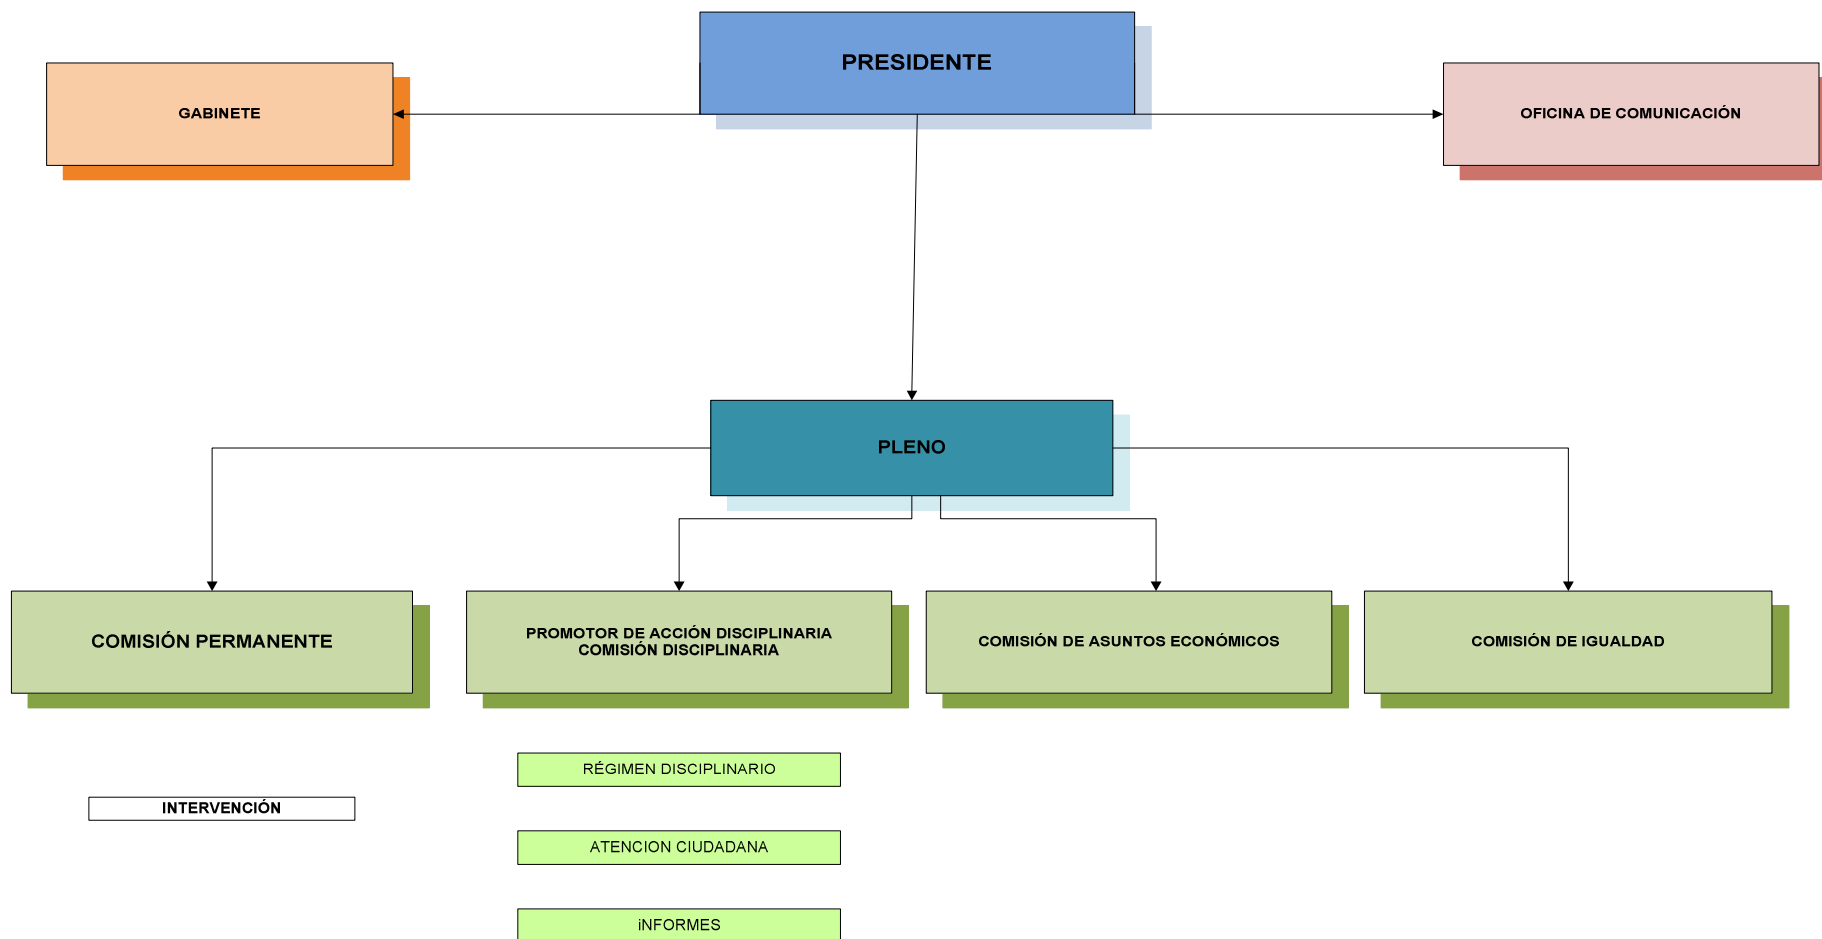 PRESIDENTE
GABINETE
OFICINA DE COMUNICACIÓN
PLENO
COMISIÓN PERMANENTE
PROMOTOR DE ACCIÓN DISCIPLINARIA
COMISIÓN DISCIPLINARIA
COMISIÓN DE ASUNTOS ECONÓMICOS
COMISIÓN DE IGUALDAD
RÉGIMEN DISCIPLINARIO
INTERVENCIÓN
ATENCION CIUDADANA
iNFORMES